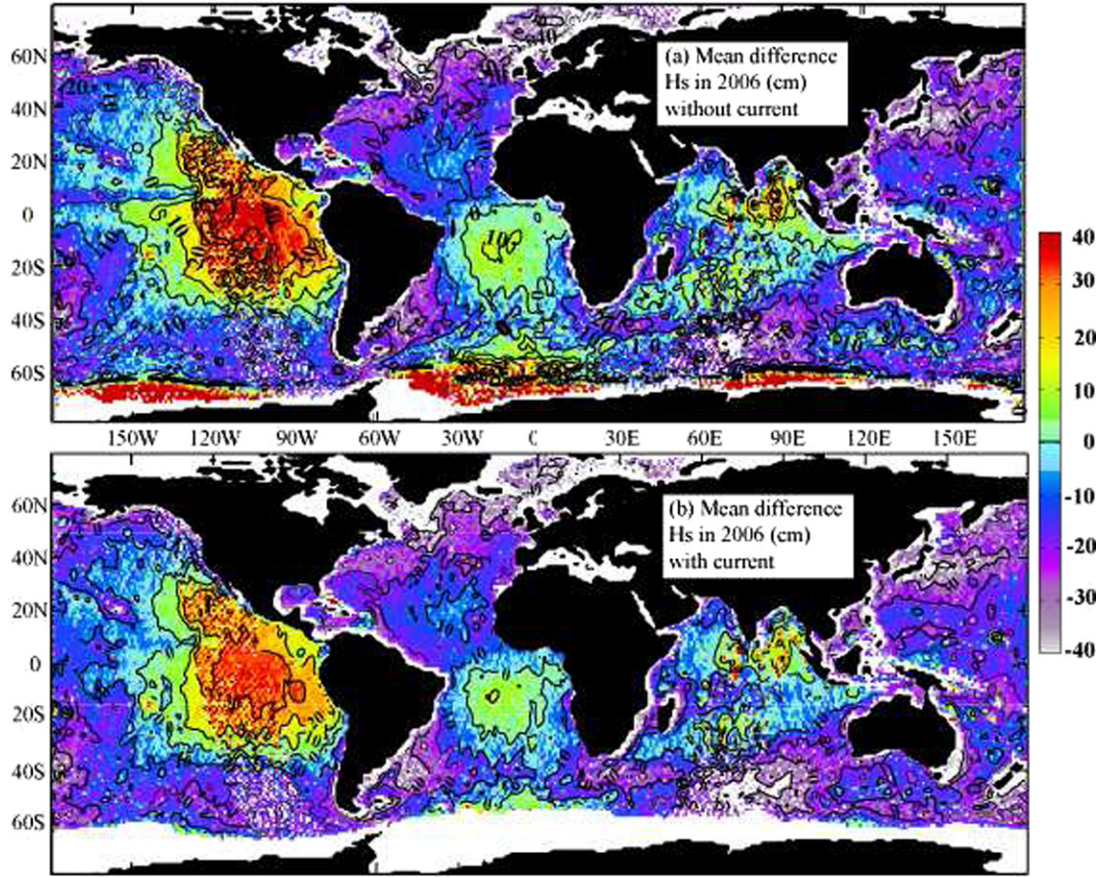 (a) Mean difference
Hs in 2006 (cm)
without current
60N
40N
20N
0
20S
40S
60S
150W 120W 90W 60W 30W 0 30E 60E 90E 120E 150E
(b) Mean difference
Hs in 2006 (cm)
with current
60N
40N
20N
0
20S
40S
60S
40
30
20
10
0
-10
-20
-30
-40